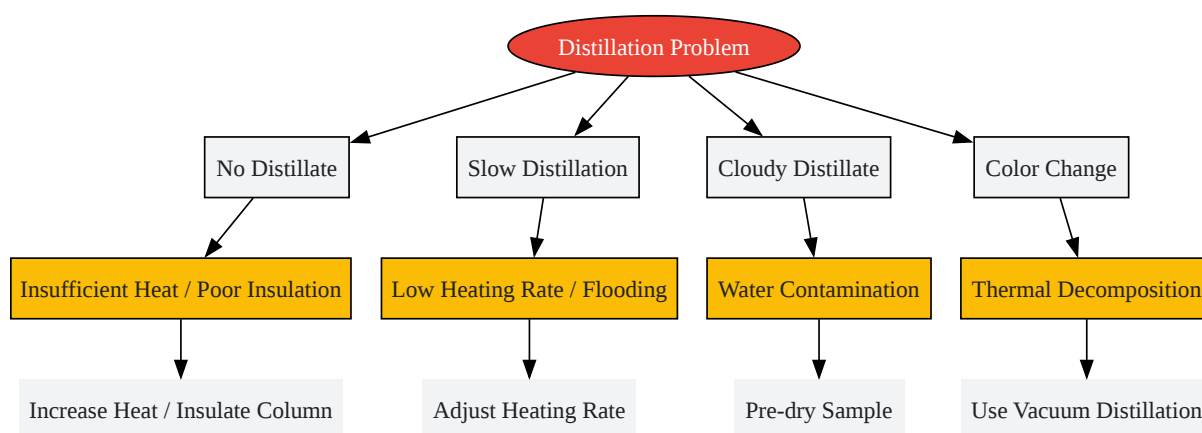 Distillation Problem
No Distillate
Slow Distillation
Cloudy Distillate
Color Change
Insufficient Heat / Poor Insulation
Low Heating Rate / Flooding
Water Contamination
Thermal Decomposition
Increase Heat / Insulate Column
Adjust Heating Rate
Pre-dry Sample
Use Vacuum Distillation